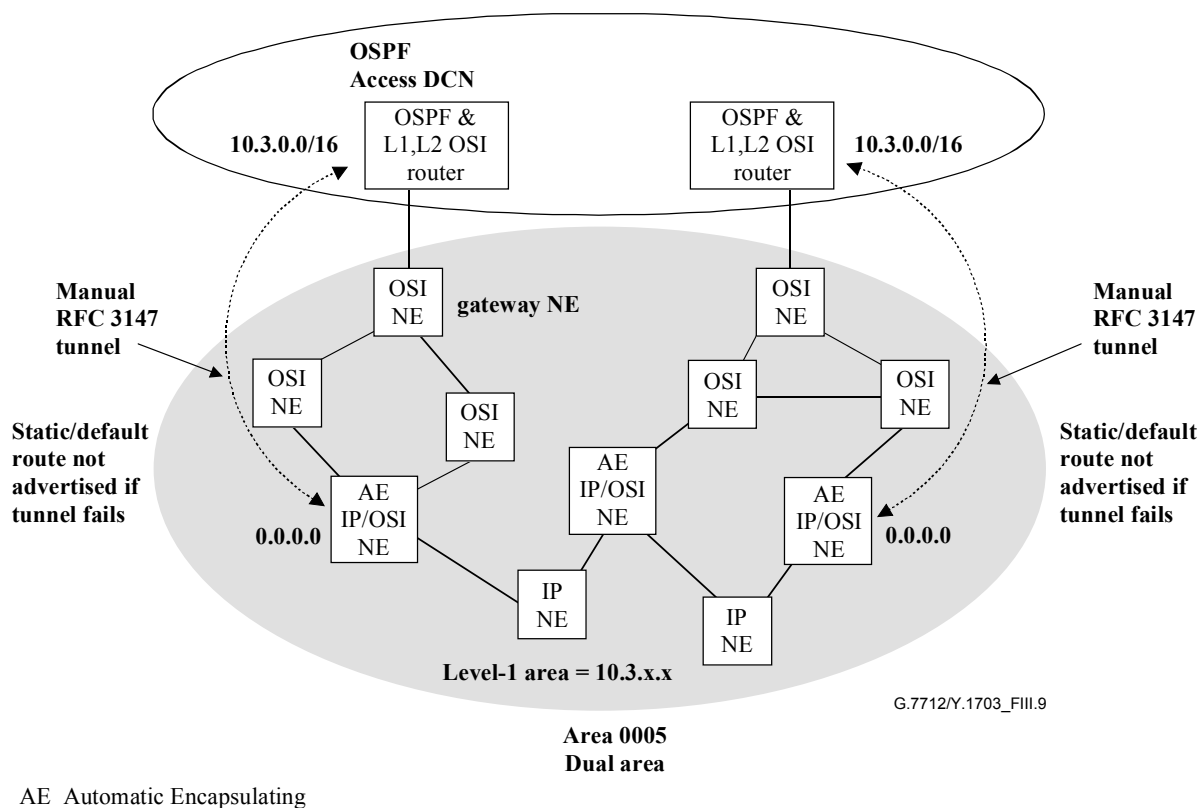 OSPF
Access DCN
OSPF &
L1,L2 OSI
router
OSPF &
L1,L2 OSI
router
10.3.0.0/16
10.3.0.0/16
OSI
NE
gateway NE
OSI
NE
Manual
RFC 3147
tunnel
Manual
RFC 3147
tunnel
OSI
NE
OSI
NE
OSI
NE
OSI
NE
Static/default
route not
advertised if
tunnel fails
Static/default
route not
advertised if
tunnel fails
AE
IP/OSI
NE
AE
IP/OSI
NE
AE
IP/OSI
NE
0.0.0.0
0.0.0.0
IP
NE
IP
NE
Level-1 area = 10.3.x.x
G.7712/Y.1703_FIII.9
Area 0005
Dual area
AE Automatic Encapsulating